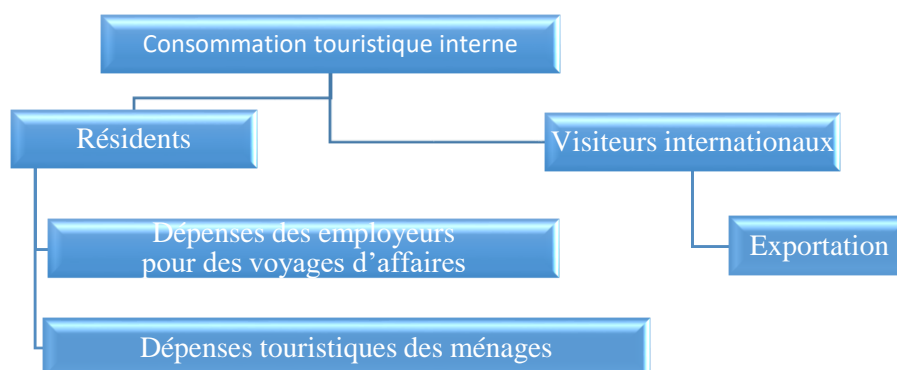 Consommation touristique interne
Résidents
Visiteurs internationaux
Dépenses des employeurs
pour des voyages d’affaires
Exportation
Dépenses touristiques des ménages